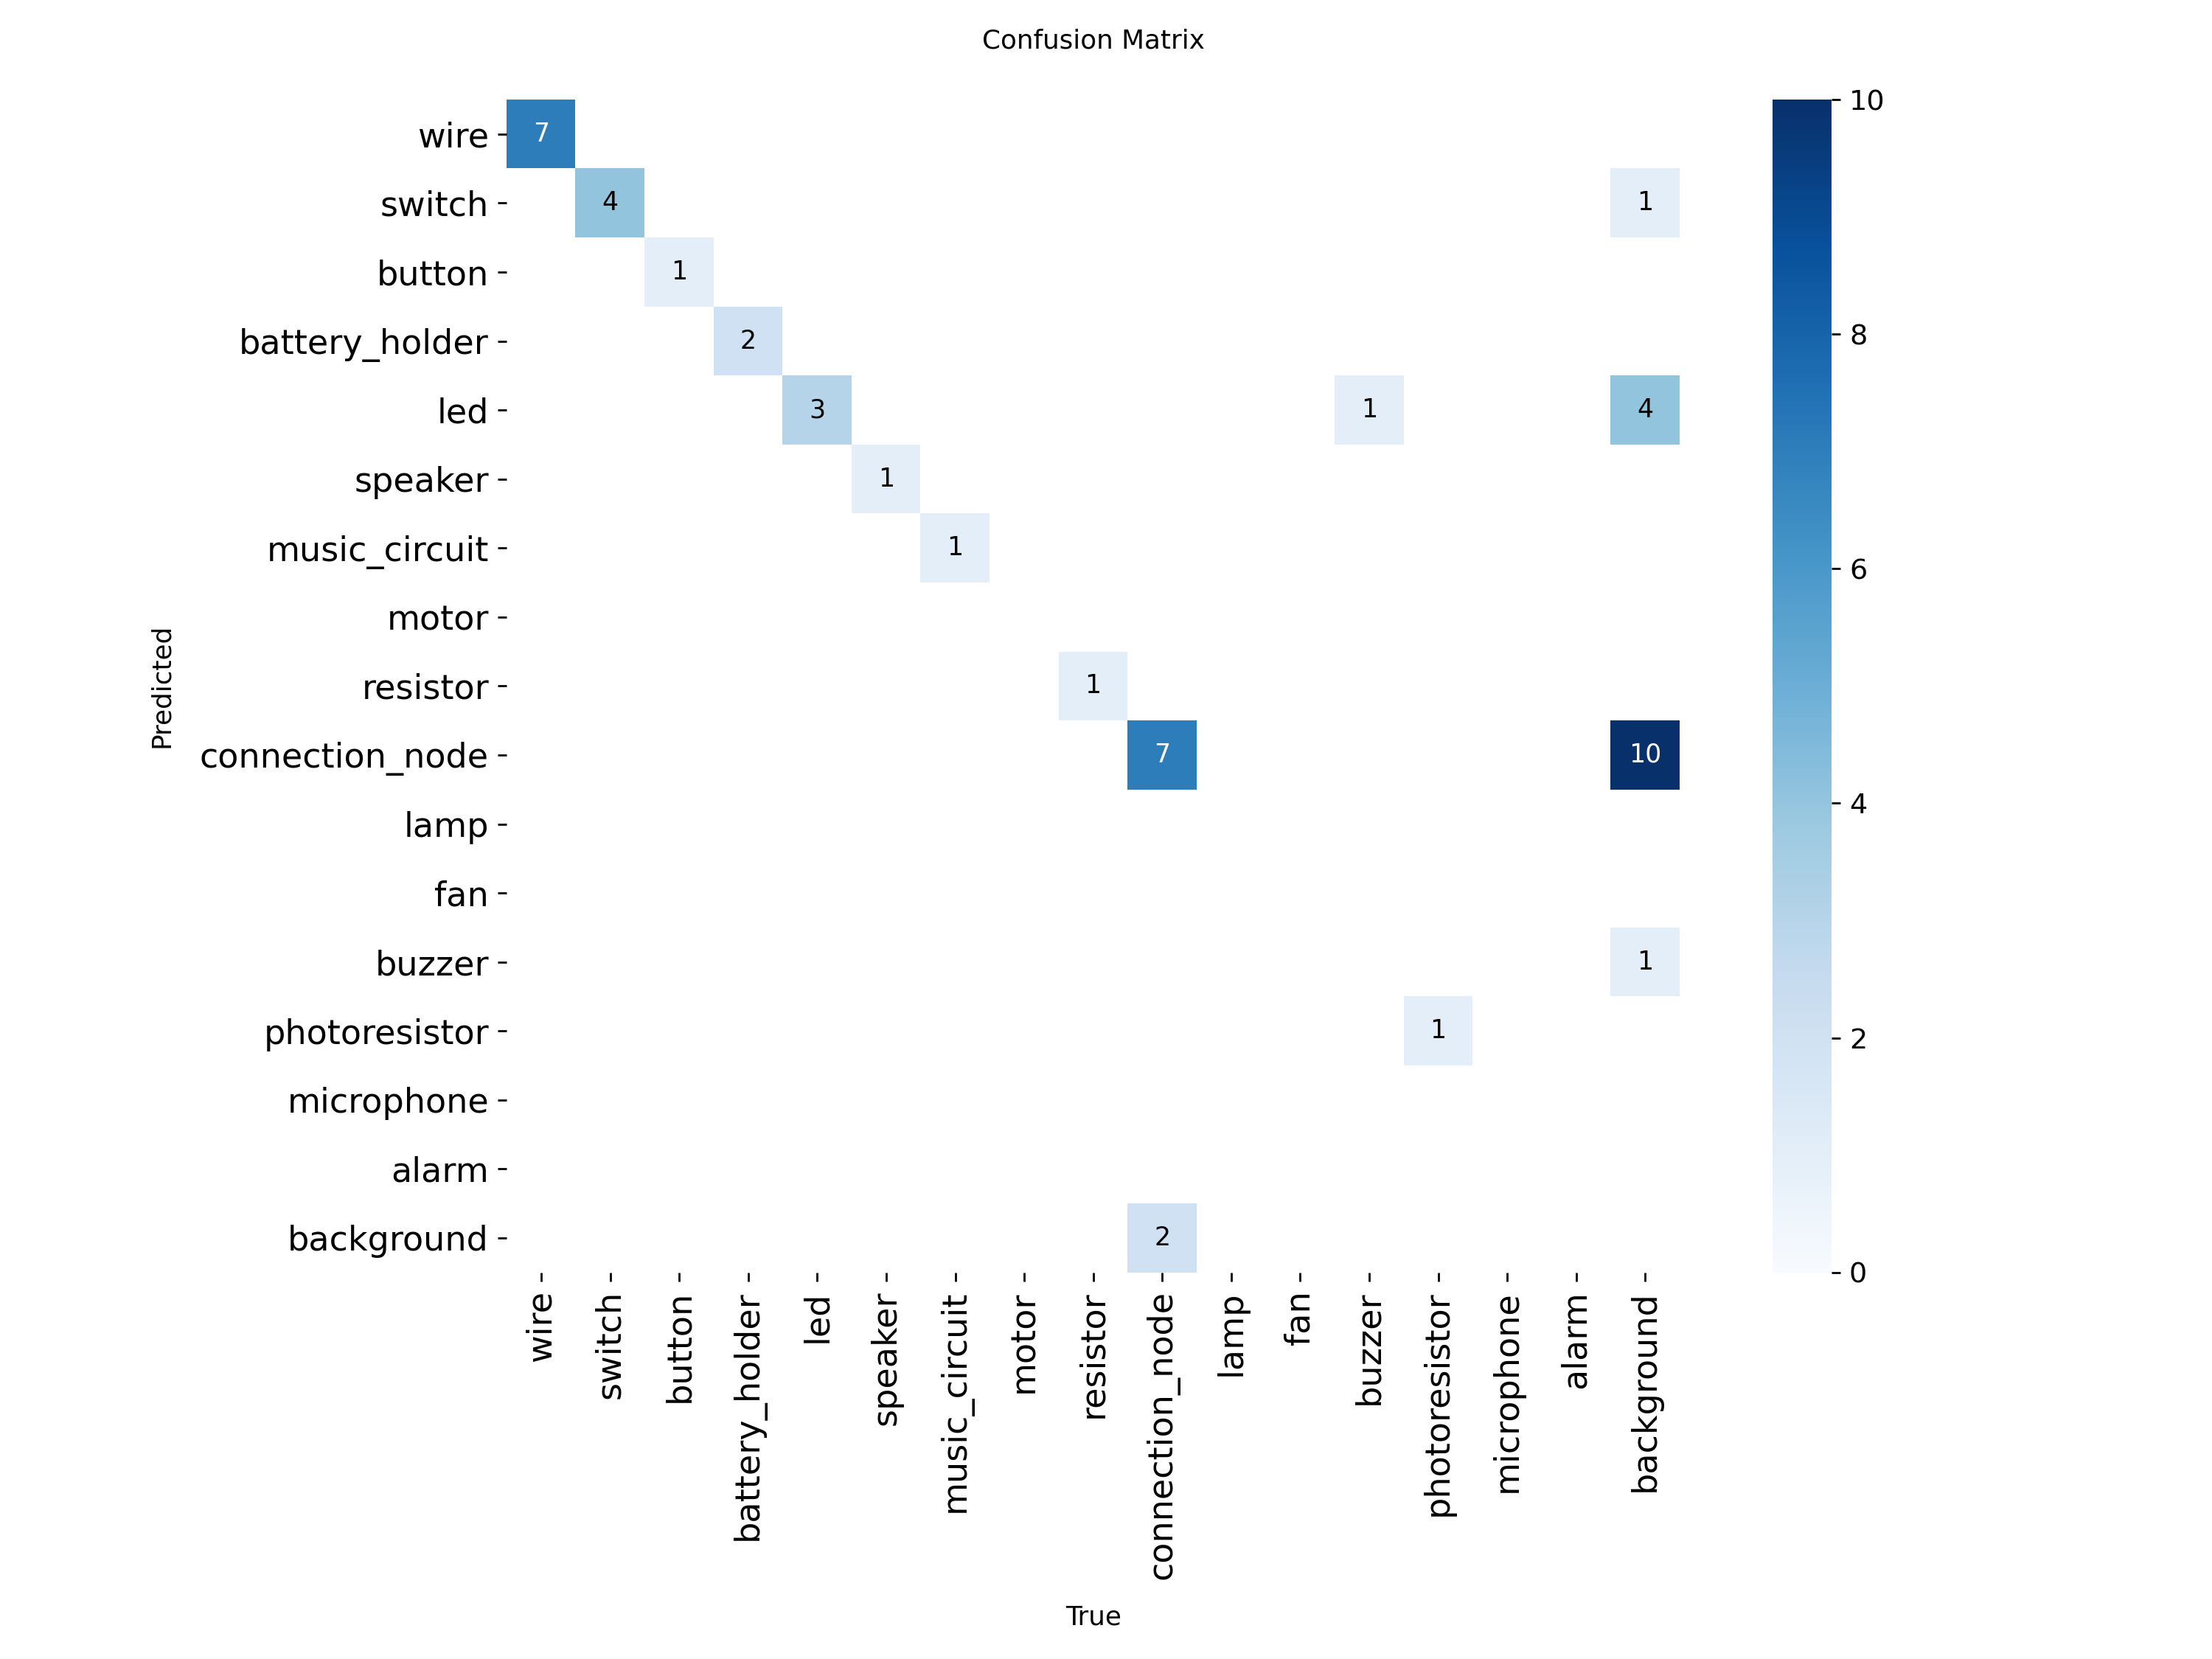 Confusion Matrix
wire 7
switch 4 1
button 1
battery_holder 2
led 3 1 4
speaker 1
music_circuit 1
motor
resistor 1
connection_node 7 10
lamp
fan
buzzer 1
photoresistor 1
microphone
alarm
background 2
Predicted
wire switch button battery_holder led speaker music_circuit motor resistor connection_node lamp fan buzzer photoresistor microphone alarm background
True
10
8
6
4
2
0